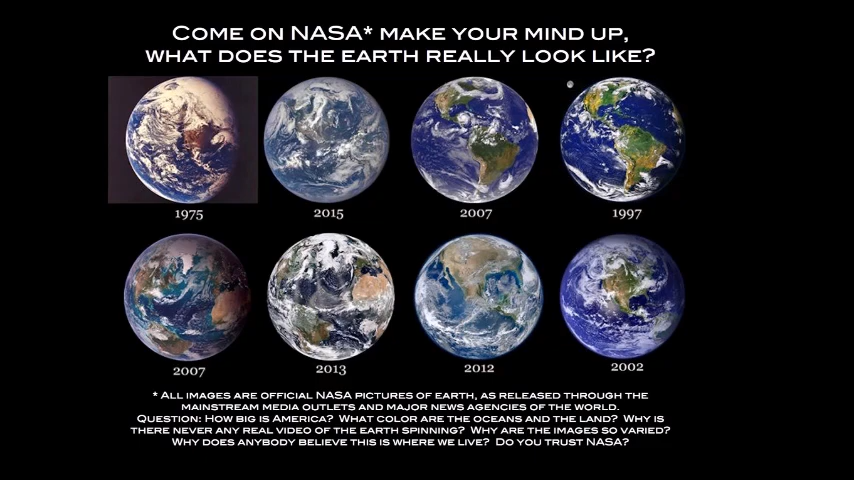 COME ON NASA* MAKE YOUR MIND UP,
WHAT DOES THE EARTH REALLY LOOK LIKE?
1975 2015 2007 1997
2007 2013 2012 2002
* ALL IMAGES ARE OFFICIAL NASA PICTURES OF EARTH, AS RELEASED THROUGH THE
MAINSTREAM MEDIA OUTLETS AND MAJOR NEWS AGENCIES OF THE WORLD.
QUESTION: HOW BIG IS AMERICA? WHAT COLOR ARE THE OCEANS AND THE LAND? WHY IS
THERE NEVER ANY REAL VIDEO OF THE EARTH SPINNING? WHY ARE THE IMAGES SO VARIED?
WHY DOES ANYBODY BELIEVE THIS IS WHERE WE LIVE? DO YOU TRUST NASA?